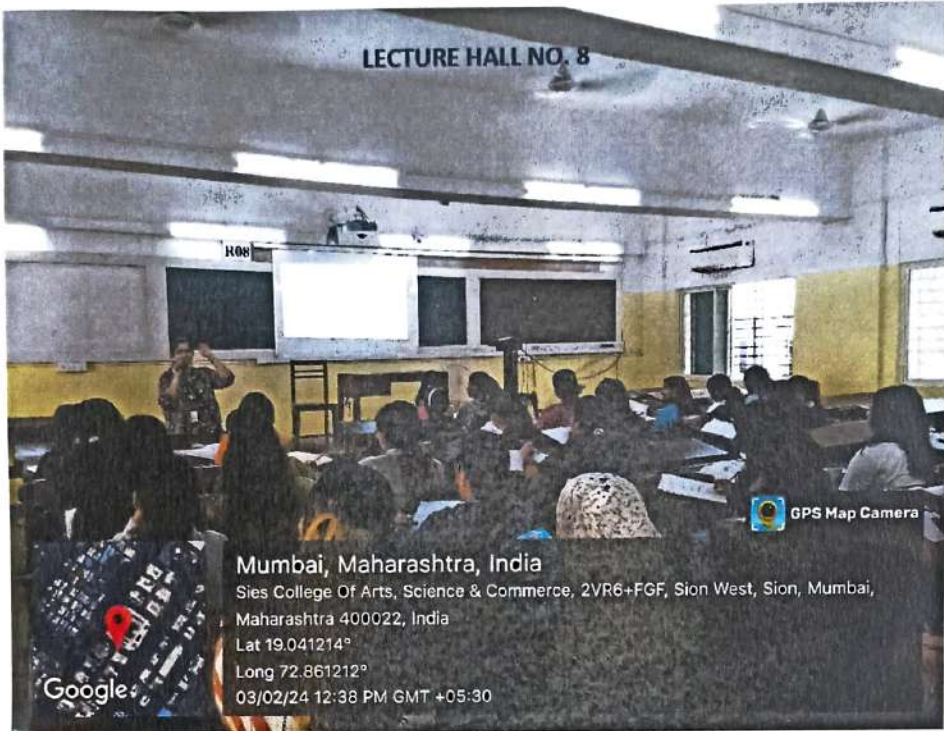 LECTURE HALL NO. 8
R08
GPS Map Camera
Mumbai, Maharashtra, India
Sies College Of Arts, Science & Commerce, 2VR6+FGF, Sion West, Sion, Mumbai,
Maharashtra 400022, India
Lat 19.041214°
Long 72.861212°
03/02/24 12:38 PM GMT +05:30
Google